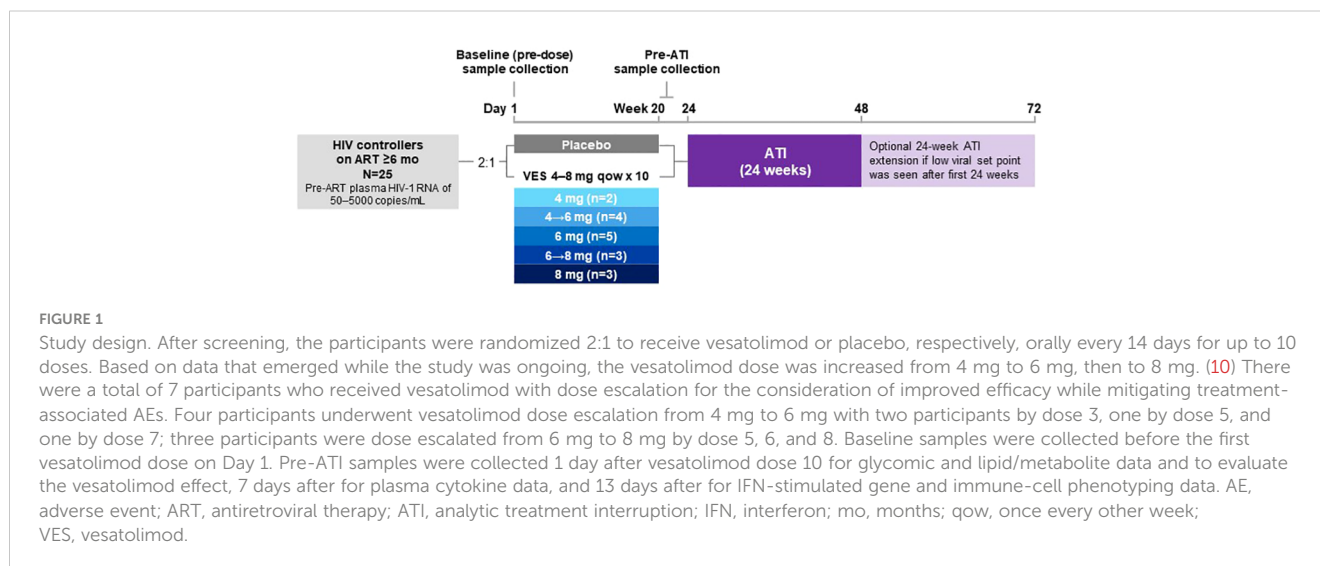 Baseline (pre-dose)
sample collection
Pre-ATI
sample collection
Day 1
Week 20
24
48
72
HIV controllers
on ART ≥6 mo
N=25
Pre-ART plasma HIV-1 RNA of
50–5000 copies/mL
2:1
Placebo
VES 4–8 mg qow x 10
4 mg (n=2)
4→6 mg (n=4)
6 mg (n=5)
6→8 mg (n=3)
8 mg (n=3)
ATI
(24 weeks)
Optional 24-week ATI
extension if low viral set point
was seen after first 24 weeks
FIGURE 1
Study design. After screening, the participants were randomized 2:1 to receive vesatolimod or placebo, respectively, orally every 14 days for up to 10
doses. Based on data that emerged while the study was ongoing, the vesatolimod dose was increased from 4 mg to 6 mg, then to 8 mg. (10) There
were a total of 7 participants who received vesatolimod with dose escalation for the consideration of improved efficacy while mitigating treatment-
associated AEs. Four participants underwent vesatolimod dose escalation from 4 mg to 6 mg with two participants by dose 3, one by dose 5, and
one by dose 7; three participants were dose escalated from 6 mg to 8 mg by dose 5, 6, and 8. Baseline samples were collected before the first
vesatolimod dose on Day 1. Pre-ATI samples were collected 1 day after vesatolimod dose 10 for glycomic and lipid/metabolite data and to evaluate
the vesatolimod effect, 7 days after for plasma cytokine data, and 13 days after for IFN-stimulated gene and immune-cell phenotyping data. AE,
adverse event; ART, antiretroviral therapy; ATI, analytic treatment interruption; IFN, interferon; mo, months; qow, once every other week;
VES, vesatolimod.